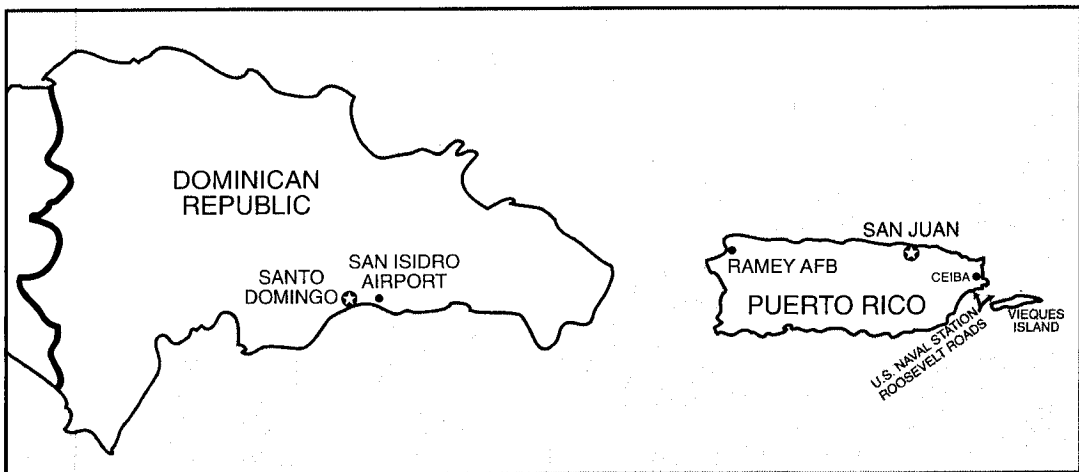 DOMINICAN
REPUBLIC
SANTO
DOMINGO
SAN ISIDRO
AIRPORT
SAN JUAN
RAMEY AFB
CEIBA
PUERTO RICO
VIEQUES
ISLAND
U.S. NAVAL STATION
ROOSEVELT ROADS